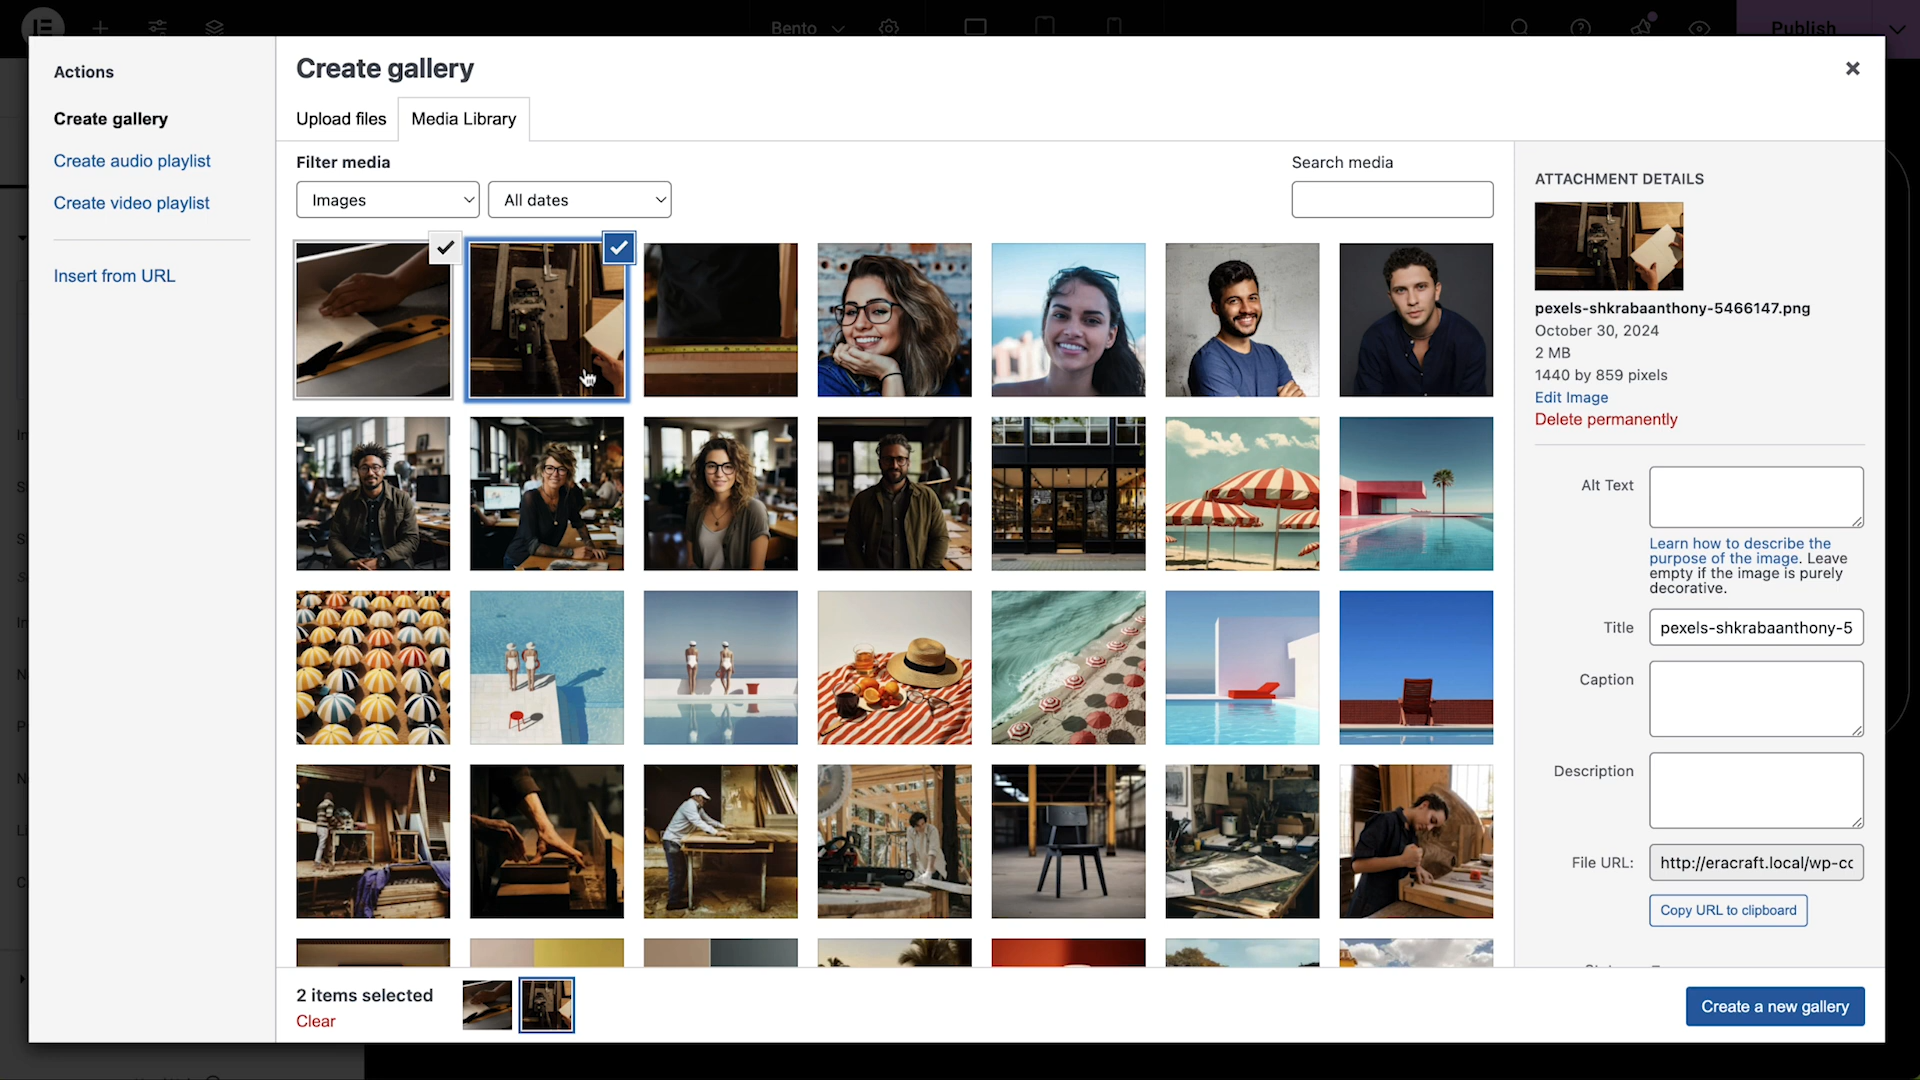 Bento
Publish
Actions
Create gallery
Create audio playlist
Create video playlist
Insert from URL
Create gallery
Upload files
Media Library
Filter media
Images
All dates
Search media
ATTACHMENT DETAILS
pexels-shkrabaanthony-5466147.png
October 30, 2024
2 MB
1440 by 859 pixels
Edit Image
Delete permanently
Alt Text
Learn how to describe the
purpose of the image. Leave
empty if the image is purely
decorative.
Title
pexels-shkrabaanthony-5
Caption
Description
File URL:
http://eracraft.local/wp-cc
Copy URL to clipboard
2 items selected
Clear
Create a new gallery